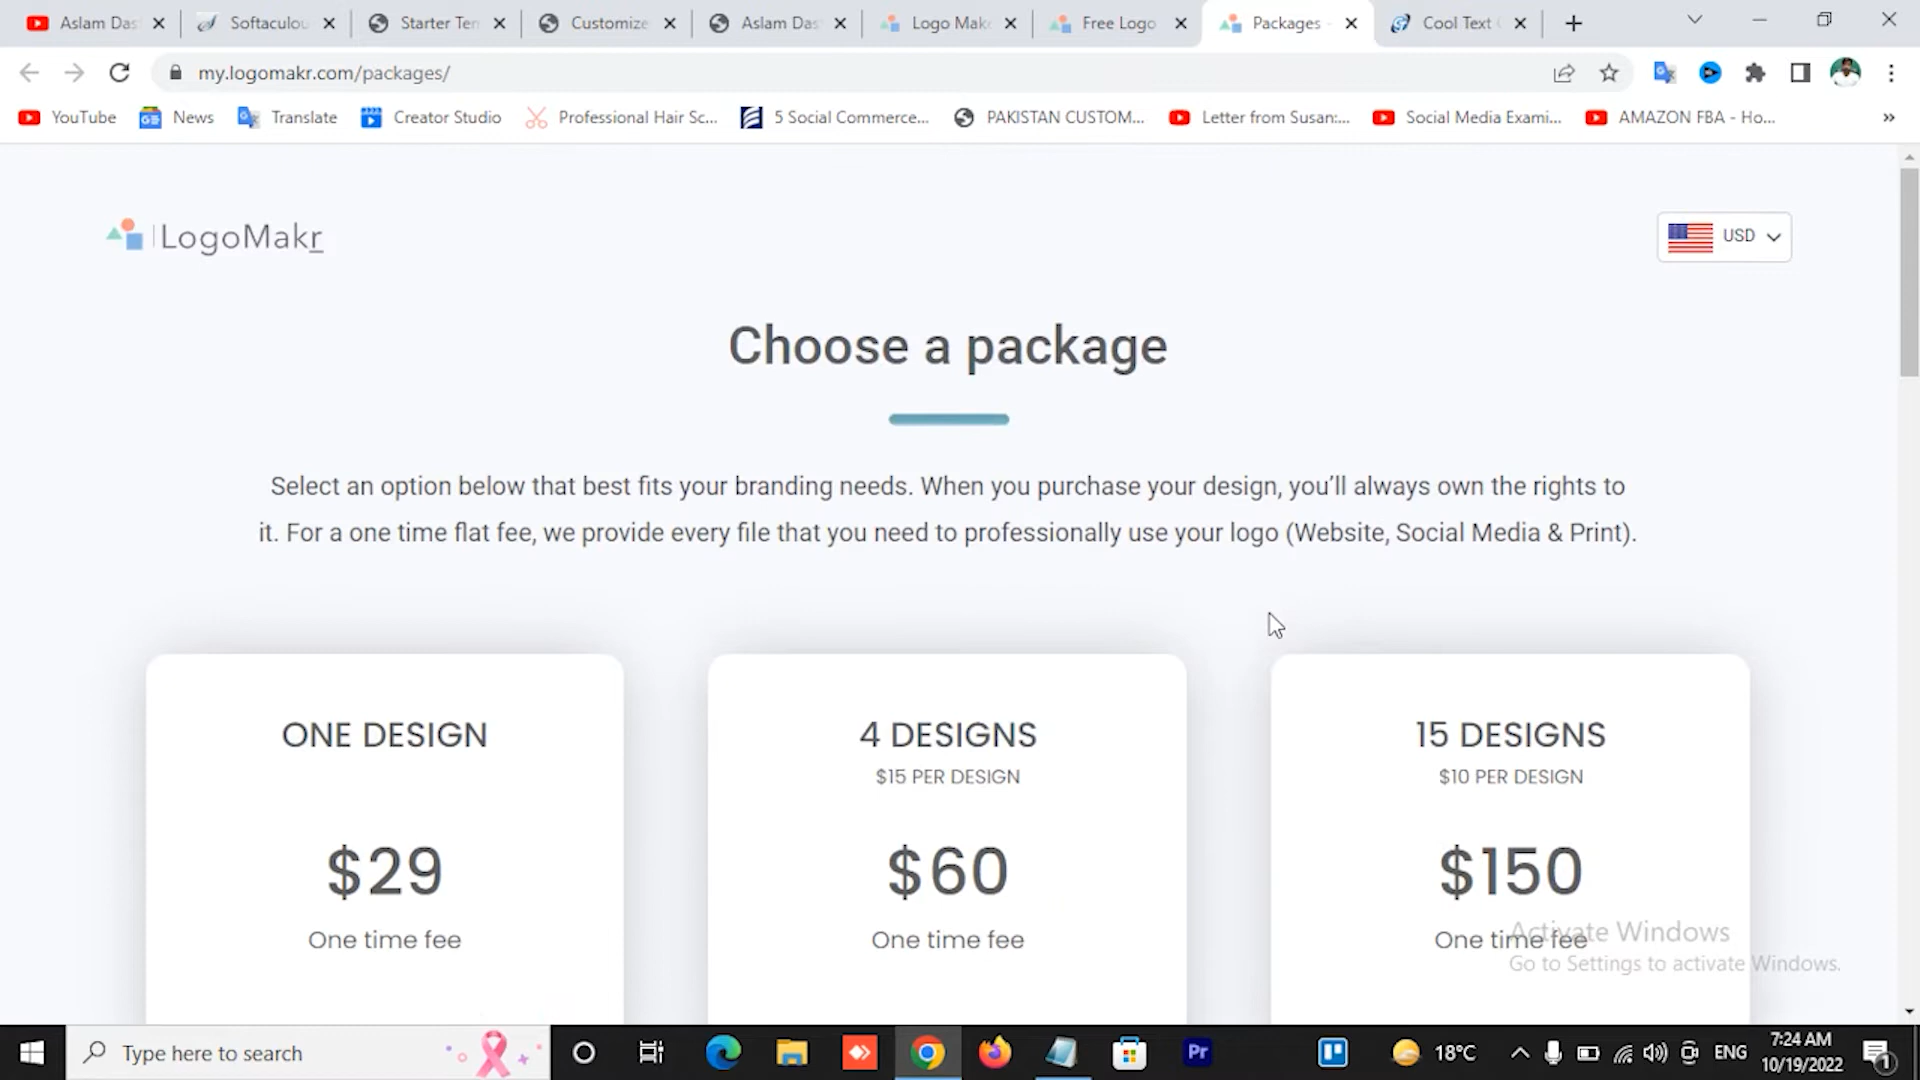 Aslam Das
Softaculou
Starter Tem
Customize
Aslam Das
Logo Make
Free Logo
Packages -
Cool Text
my.logomakr.com/packages/
YouTube
News
Translate
Creator Studio
Professional Hair Sc...
5 Social Commerce...
PAKISTAN CUSTOM...
Letter from Susan:...
Social Media Exami...
AMAZON FBA - Ho...
»
LogoMakr
USD
Choose a package
Select an option below that best fits your branding needs. When you purchase your design, you’ll always own the rights to
it. For a one time flat fee, we provide every file that you need to professionally use your logo (Website, Social Media & Print).
ONE DESIGN
$29
One time fee
4 DESIGNS
$15 PER DESIGN
$60
One time fee
15 DESIGNS
$10 PER DESIGN
$150
One time fee
Activate Windows
Go to Settings to activate Windows.
Type here to search
Pr
18°C
ENG
7:24 AM
10/19/2022
1